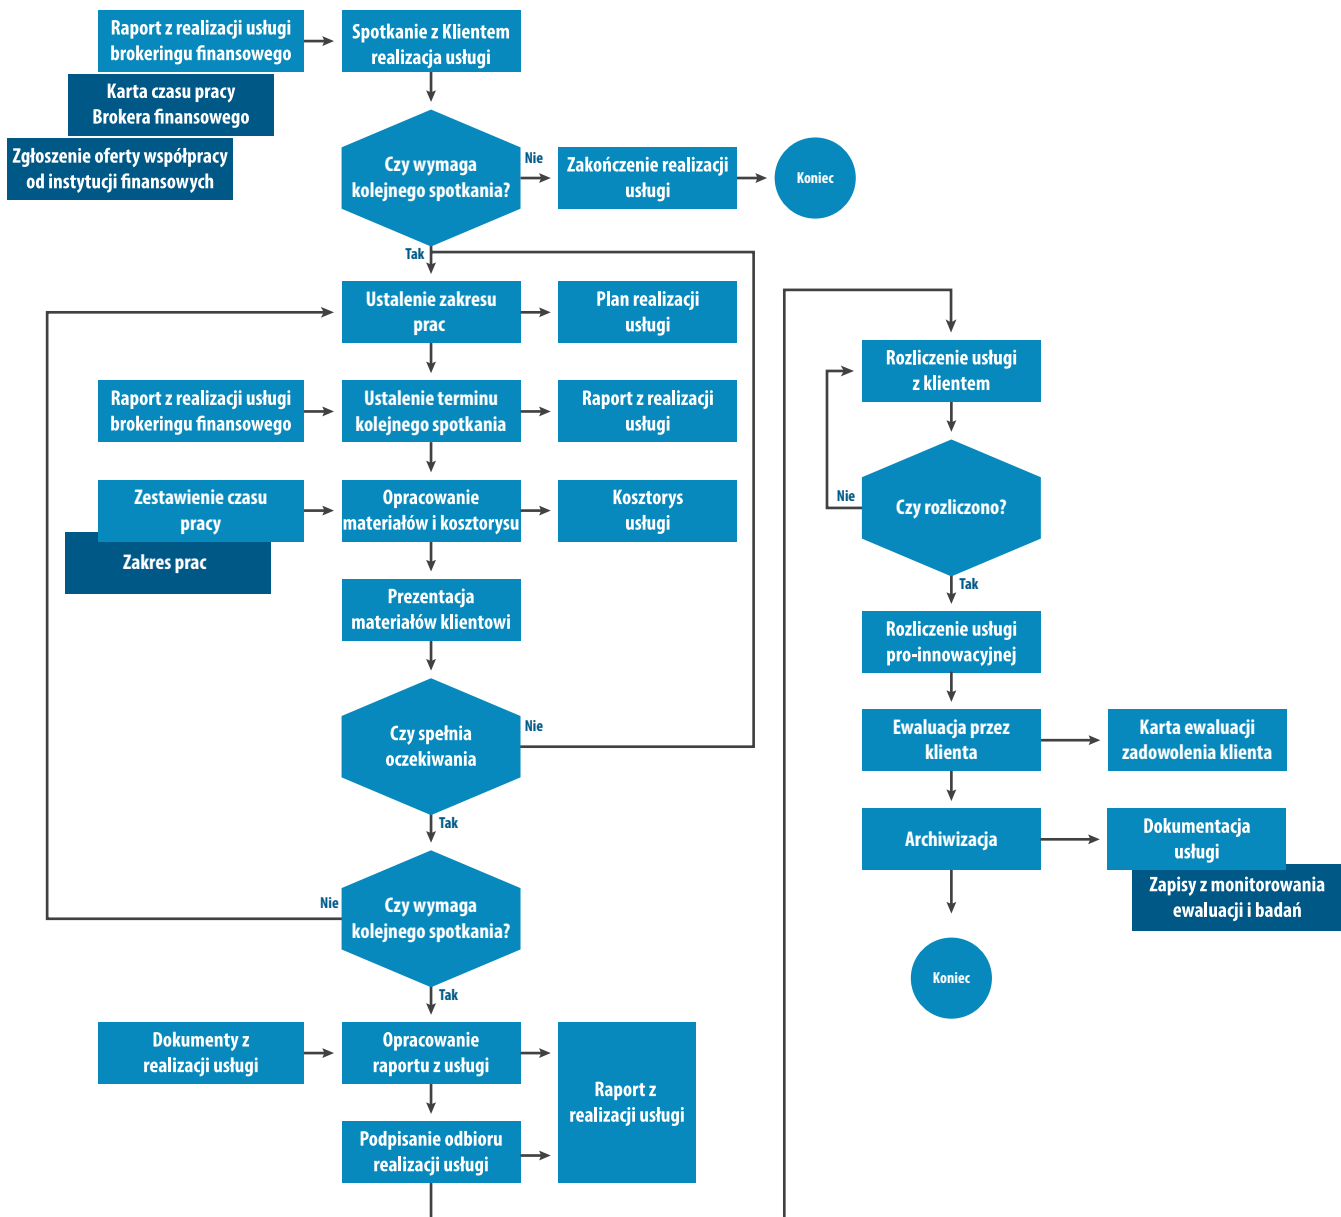 Raport z realizacji usługi
brokeringu finansowego
Spotkanie z Klientem
realizacja usługi
Karta czasu pracy
Brokera finansowego
Zgłoszenie oferty współpracy
od instytucji finansowych
Czy wymaga
kolejnego spotkania?
Nie
Zakończenie realizacji
usługi
Koniec
Tak
Ustalenie zakresu
prac
Plan realizacji
usługi
Raport z realizacji usługi
brokeringu finansowego
Ustalenie terminu
kolejnego spotkania
Raport z realizacji
usługi
Zestawienie czasu
pracy
Zakres prac
Opracowanie
materiałów i kosztorysu
Kosztorys
usługi
Prezentacja
materiałów klientowi
Czy spełnia
oczekiwania
Nie
Tak
Czy wymaga
kolejnego spotkania?
Nie
Tak
Dokumenty z
realizacji usługi
Opracowanie
raportu z usługi
Raport z
realizacji usługi
Podpisanie odbioru
realizacji usługi
Rozliczenie usługi
z klientem
Czy rozliczono?
Nie
Tak
Rozliczenie usługi
pro-innowacyjnej
Ewaluacja przez
klienta
Karta ewaluacji
zadowolenia klienta
Archiwizacja
Dokumentacja
usługi
Zapisy z monitorowania
ewaluacji i badań
Koniec